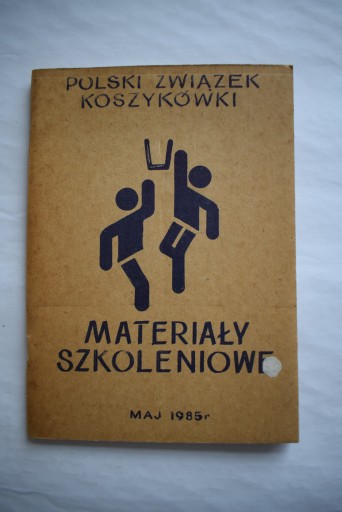 POLSKI ZWIĄZEK
KOSZYKÓWKI
MATERIAŁY
SZKOLENIOWE
MAJ 1985r